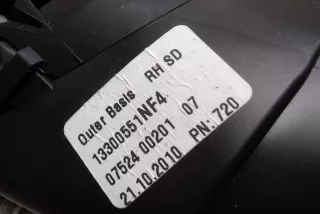 Outer Basis RH SD
13300551NF4
07524 00201 07
21.10.2010 PN: 720